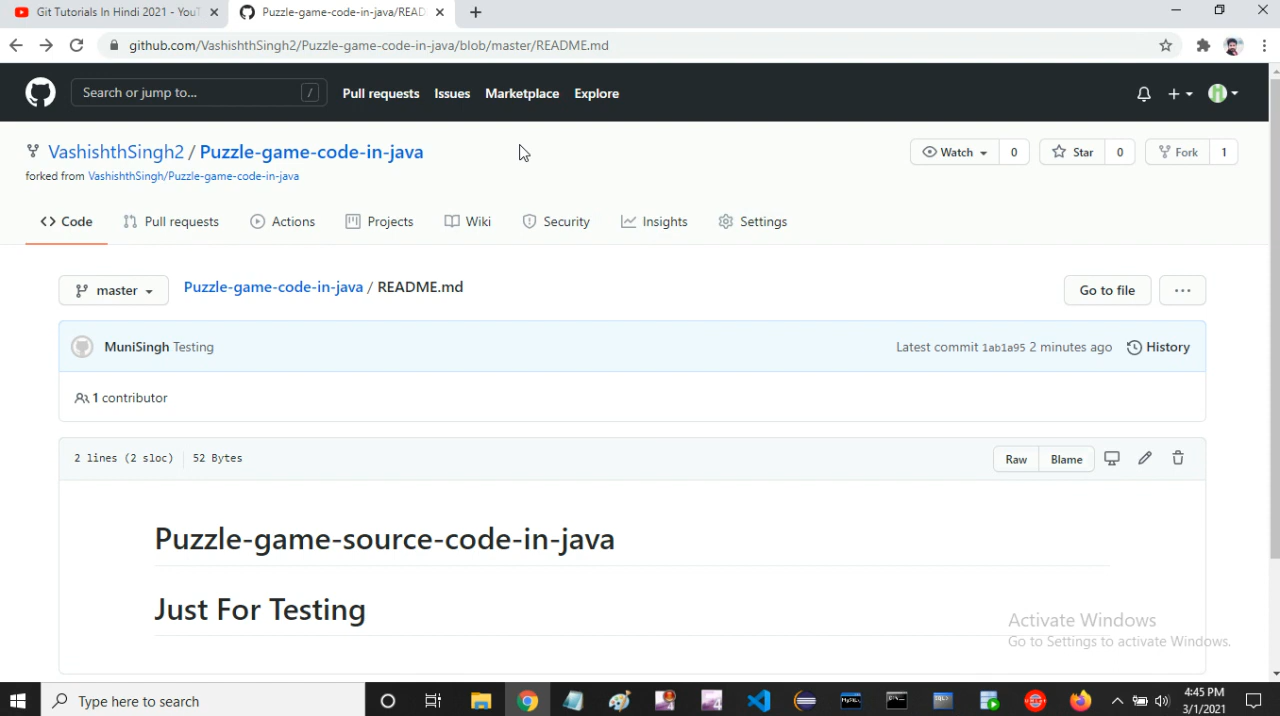 Git Tutorials In Hindi 2021 - YouT
Puzzle-game-code-in-java/READ
github.com/VashishthSingh2/Puzzle-game-code-in-java/blob/master/README.md
Search or jump to... /
Pull requests Issues Marketplace Explore
VashishthSingh2 / Puzzle-game-code-in-java
Watch 0 Star 0 Fork 1
forked from VashishthSingh/Puzzle-game-code-in-java
Code Pull requests Actions Projects Wiki Security Insights Settings
master Puzzle-game-code-in-java / README.md Go to file ...
MuniSingh Testing Latest commit 1ab1a95 2 minutes ago History
1 contributor
2 lines (2 sloc) 52 Bytes Raw Blame
Puzzle-game-source-code-in-java
Just For Testing
Activate Windows
Go to Settings to activate Windows.
Type here to search
4:45 PM
3/1/2021